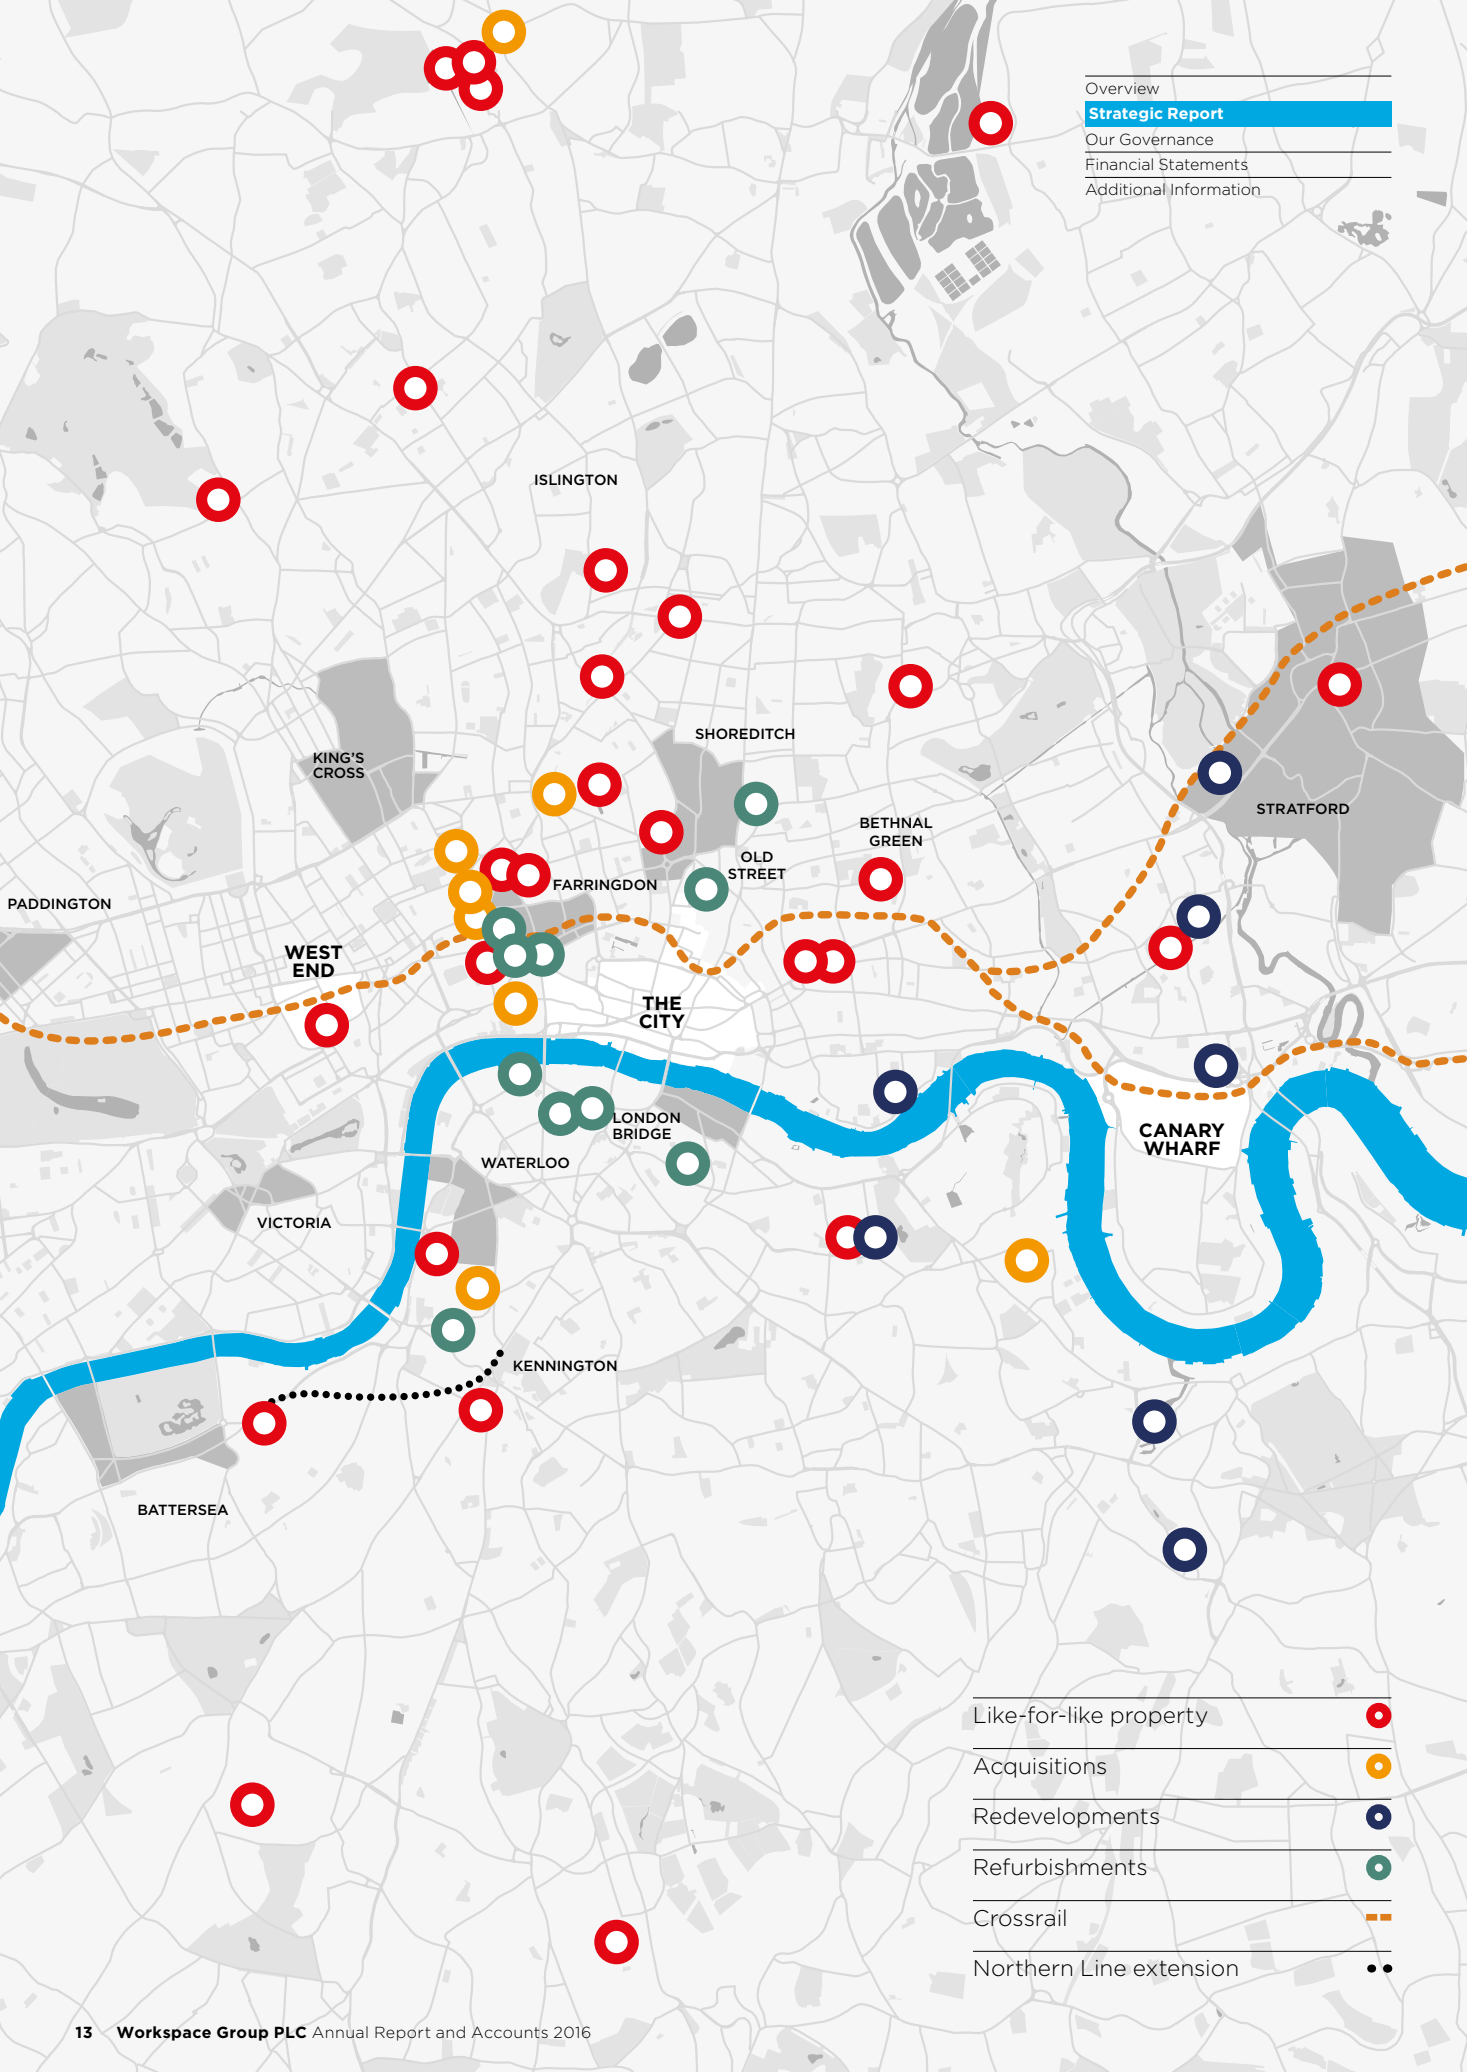 Overview
Strategic Report
Our Governance
Financial Statements
Additional Information
ISLINGTON
SHOREDITCH
KING'S
CROSS
STRATFORD
BETHNAL
GREEN
OLD
STREET
FARRINGDON
PADDINGTON
WEST
END
THE
CITY
LONDON
BRIDGE
CANARY
WHARF
WATERLOO
VICTORIA
KENNINGTON
BATTERSEA
Like-for-like property
Acquisitions
Redevelopments
Refurbishments
Crossrail
Northern Line extension
13 Workspace Group PLC Annual Report and Accounts 2016